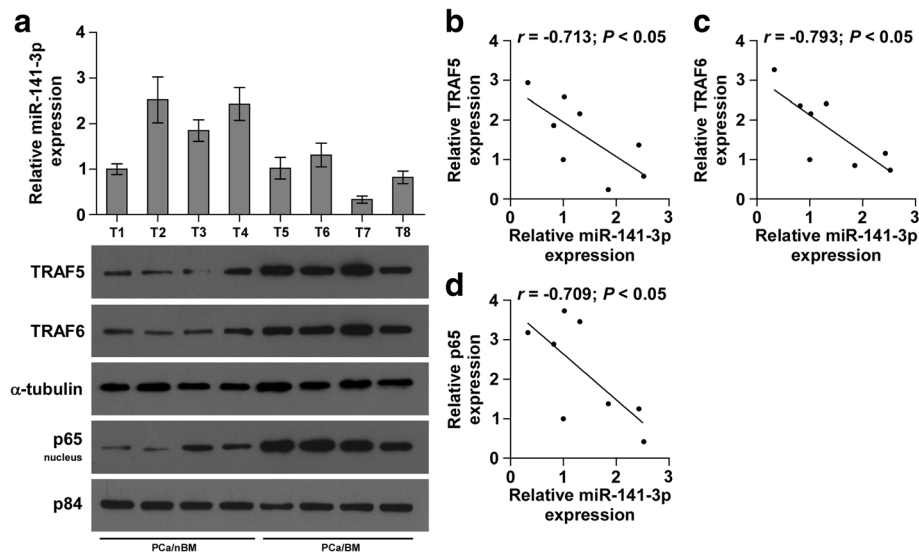 a
Relative miR-141-3p
expression
4
3
2
1
0
T1 T2 T3 T4 T5 T6 T7 T8
TRAF5
TRAF6
α-tubulin
p65
nucleus
p84
PCa/nBM PCa/BM
b
r = -0.713; P < 0.05
Relative TRAF5
expression
4
3
2
1
0
0 1 2 3
Relative miR-141-3p
expression
c
r = -0.793; P < 0.05
Relative TRAF6
expression
4
3
2
1
0
0 1 2 3
Relative miR-141-3p
expression
d
r = -0.709; P < 0.05
Relative p65
expression
4
3
2
1
0
0 1 2 3
Relative miR-141-3p
expression